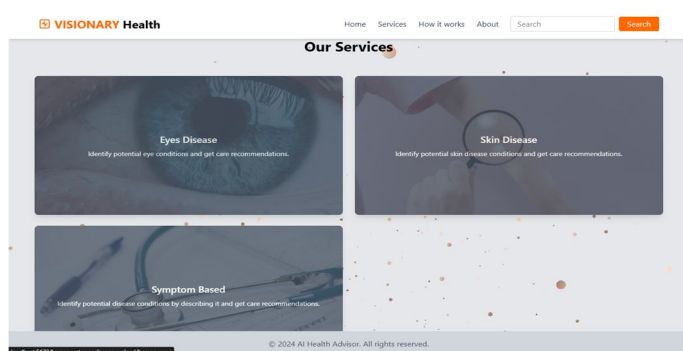 VISIONARY Health
Home Services How it works About Search Search
Our Services
Eyes Disease
Identify potential eye conditions and get care recommendations.
Skin Disease
Identify potential skin disease conditions and get care recommendations.
Symptom Based
Identify potential disease conditions by describing it and get care recommendations.
© 2024 AI Health Advisor. All rights reserved.